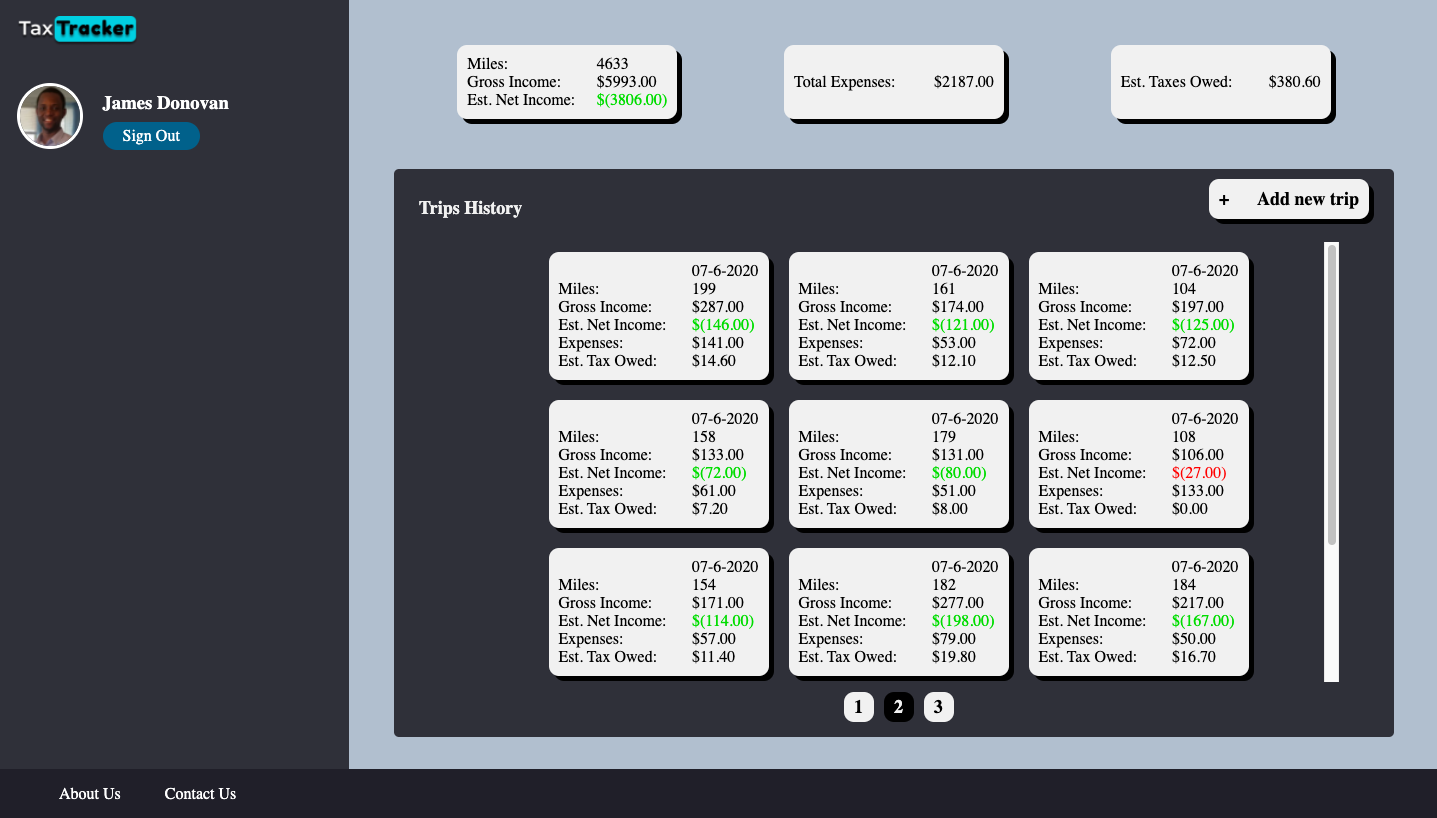 TaxTracker
James Donovan
Sign Out
Miles: 4633
Gross Income: $5993.00
Est. Net Income: $(3806.00)
Total Expenses: $2187.00
Est. Taxes Owed: $380.60
Trips History
+ Add new trip
07-6-2020
Miles: 199
Gross Income: $287.00
Est. Net Income: $(146.00)
Expenses: $141.00
Est. Tax Owed: $14.60
07-6-2020
Miles: 161
Gross Income: $174.00
Est. Net Income: $(121.00)
Expenses: $53.00
Est. Tax Owed: $12.10
07-6-2020
Miles: 104
Gross Income: $197.00
Est. Net Income: $(125.00)
Expenses: $72.00
Est. Tax Owed: $12.50
07-6-2020
Miles: 158
Gross Income: $133.00
Est. Net Income: $(72.00)
Expenses: $61.00
Est. Tax Owed: $7.20
07-6-2020
Miles: 179
Gross Income: $131.00
Est. Net Income: $(80.00)
Expenses: $51.00
Est. Tax Owed: $8.00
07-6-2020
Miles: 108
Gross Income: $106.00
Est. Net Income: $(27.00)
Expenses: $133.00
Est. Tax Owed: $0.00
07-6-2020
Miles: 154
Gross Income: $171.00
Est. Net Income: $(114.00)
Expenses: $57.00
Est. Tax Owed: $11.40
07-6-2020
Miles: 182
Gross Income: $277.00
Est. Net Income: $(198.00)
Expenses: $79.00
Est. Tax Owed: $19.80
07-6-2020
Miles: 184
Gross Income: $217.00
Est. Net Income: $(167.00)
Expenses: $50.00
Est. Tax Owed: $16.70
1 2 3
About Us Contact Us